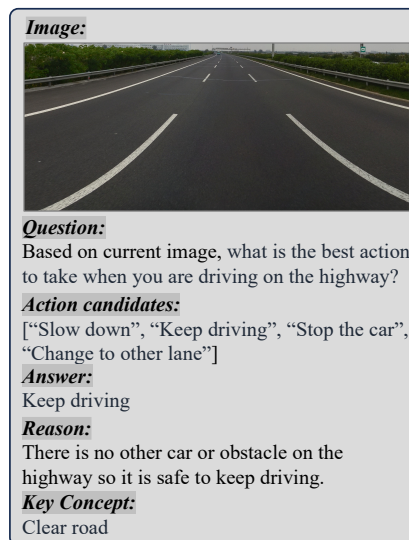 Image:
Question:
Based on current image, what is the best action
to take when you are driving on the highway?
Action candidates:
[“Slow down”, “Keep driving”, “Stop the car”,
“Change to other lane”]
Answer:
Keep driving
Reason:
There is no other car or obstacle on the
highway so it is safe to keep driving.
Key Concept:
Clear road